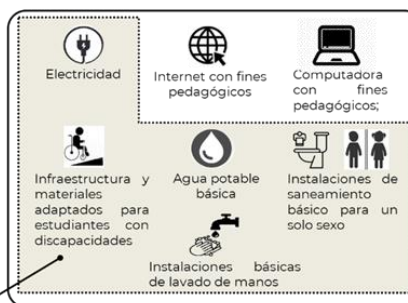 Electricidad
Internet con fines
pedagógicos
Computadora
con fines
pedagógicos;
Infraestructura y
materiales
adaptados para
estudiantes con
discapacidades
Agua potable
básica
Instalaciones de
saneamiento
básico para un
solo sexo
Instalaciones básicas
de lavado de manos